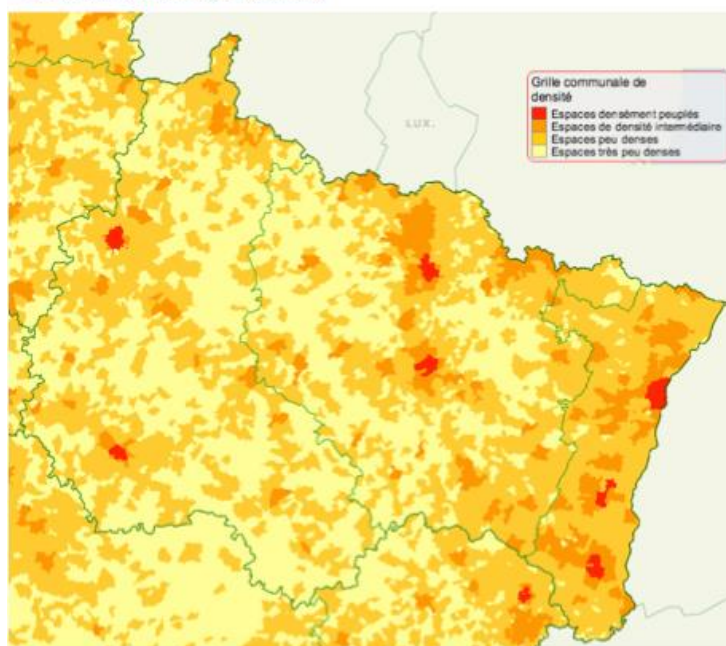 Grille communale de
densité
Espaces densément peuplés
Espaces de densité intermédiaire
Espaces peu denses
Espaces très peu denses
LUX.